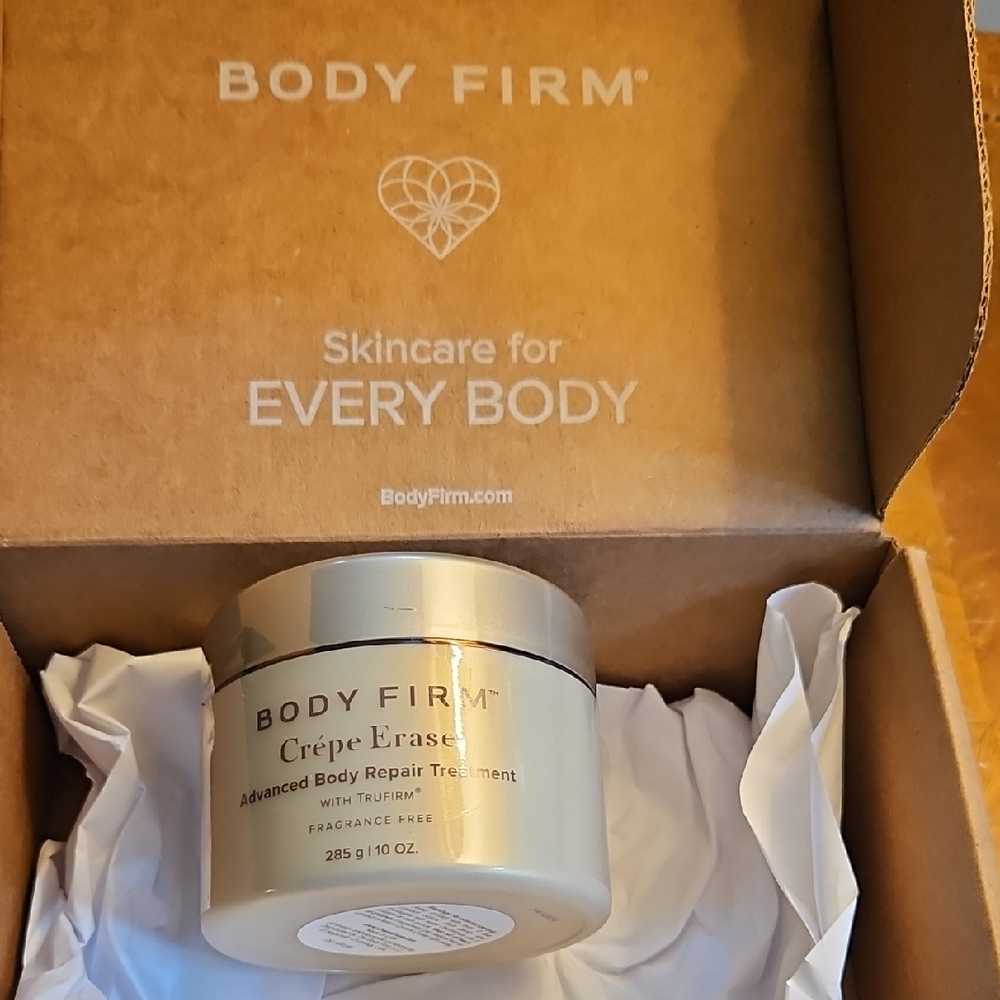 BODY FIRM®
Skincare for
EVERY BODY
BodyFirm.com
BODY FIRM™
Crépe Erase
Advanced Body Repair Treatment
WITH TRUFIRM®
FRAGRANCE FREE
285 g | 10 OZ.